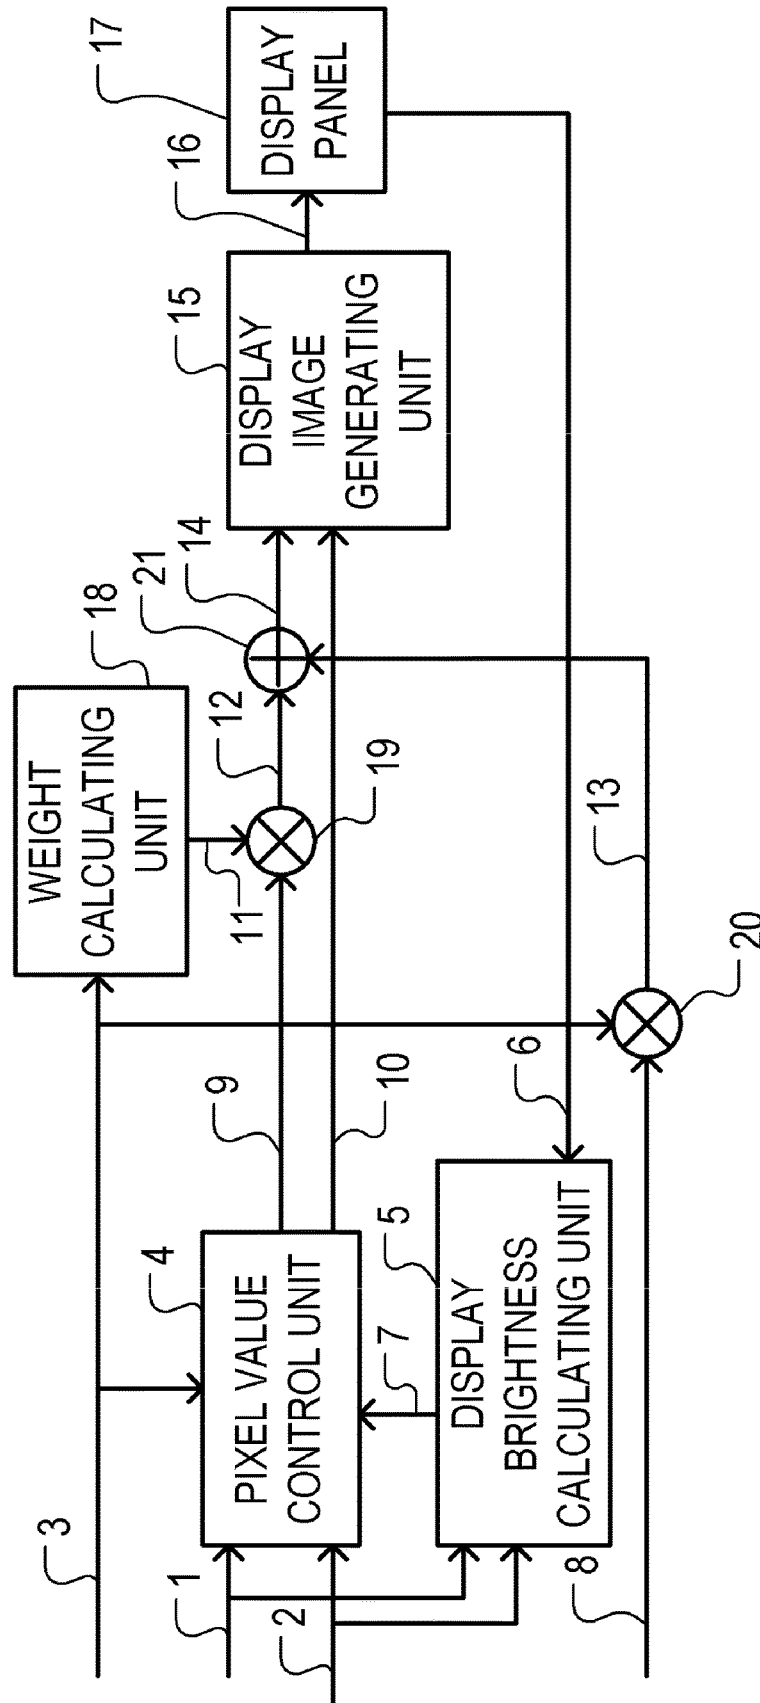 3
1
2
4
PIXEL VALUE
CONTROL UNIT
7
5
DISPLAY
BRIGHTNESS
CALCULATING UNIT
8
6
9
10
WEIGHT
CALCULATING
UNIT
18
11
19
12
20
13
21
14
15
DISPLAY
IMAGE
GENERATING
UNIT
16
17
DISPLAY
PANEL